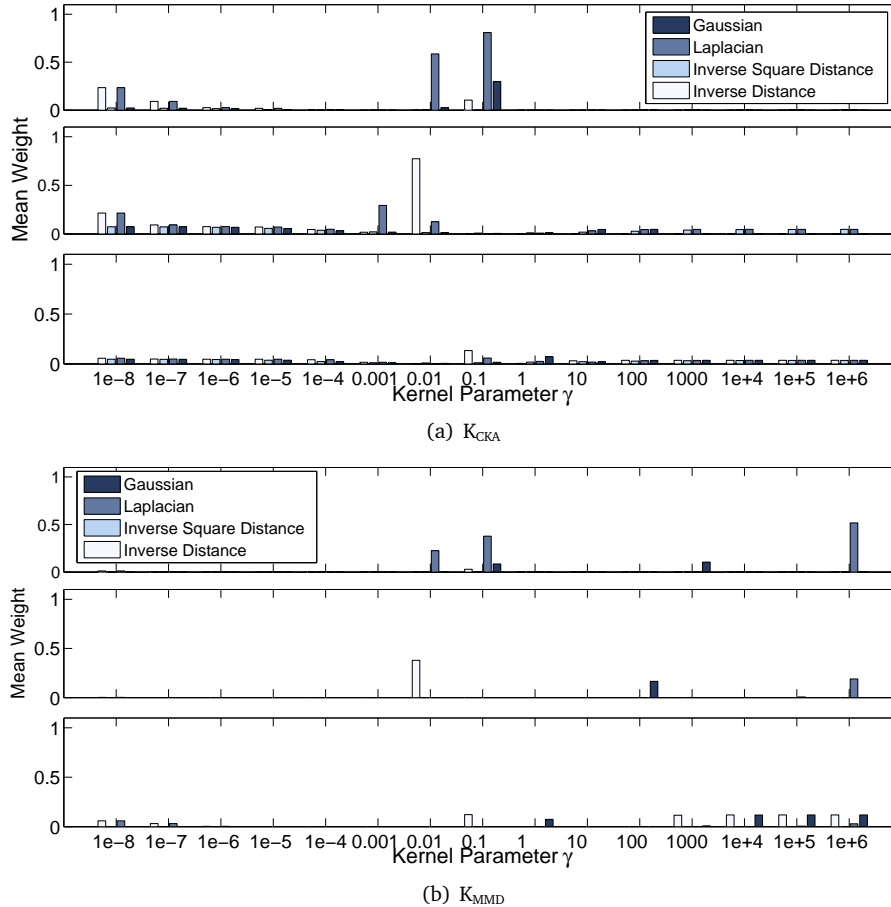 1
0.5
0
Gaussian
Laplacian
Inverse Square Distance
Inverse Distance
Mean Weight
1
0.5
0
1
0.5
0
1e−8 1e−7 1e−6 1e−5 1e−4 0.001 0.01 0.1 1 10 100 1000 1e+4 1e+5 1e+6
Kernel Parameter γ
(a) KCKA
1
0.5
0
Gaussian
Laplacian
Inverse Square Distance
Inverse Distance
Mean Weight
1
0.5
0
1
0.5
0
1e−8 1e−7 1e−6 1e−5 1e−4 0.001 0.01 0.1 1 10 100 1000 1e+4 1e+5 1e+6
Kernel Parameter γ
(b) KMMD